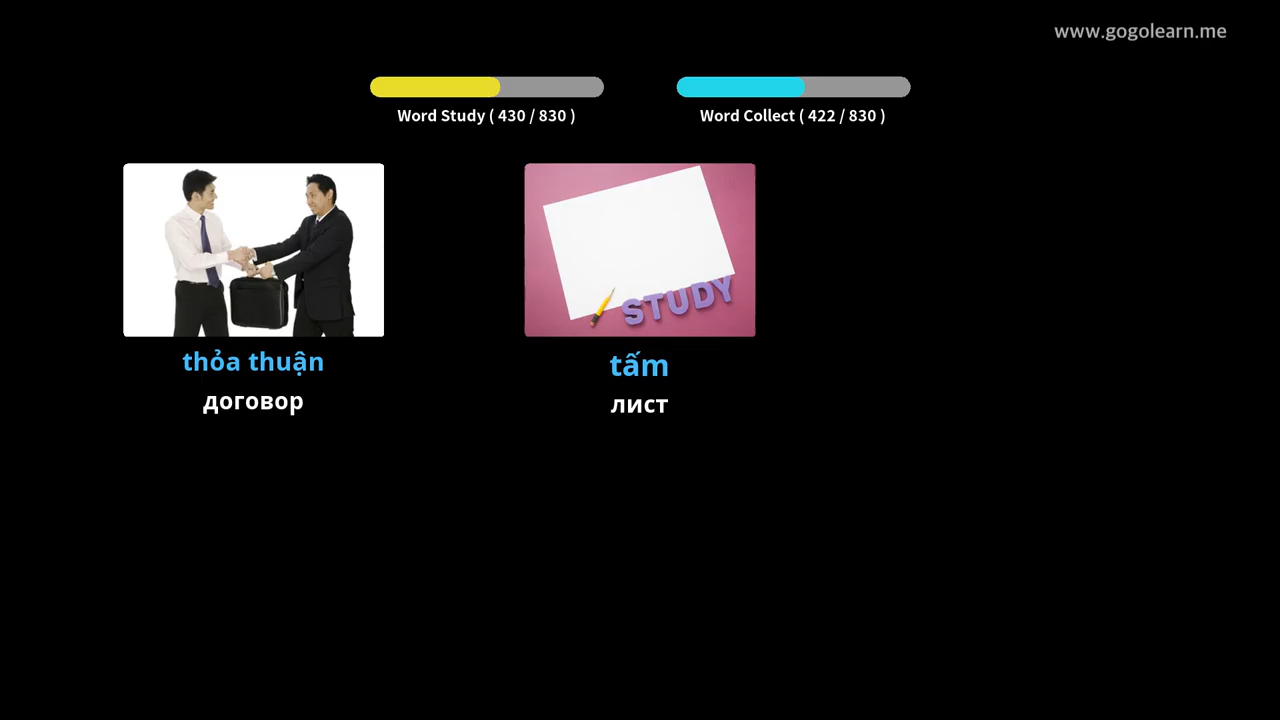 www.gogolearn.me
Word Study ( 430 / 830 )
Word Collect ( 422 / 830 )
STUDY
thỏa thuận
договор
tấm
лист